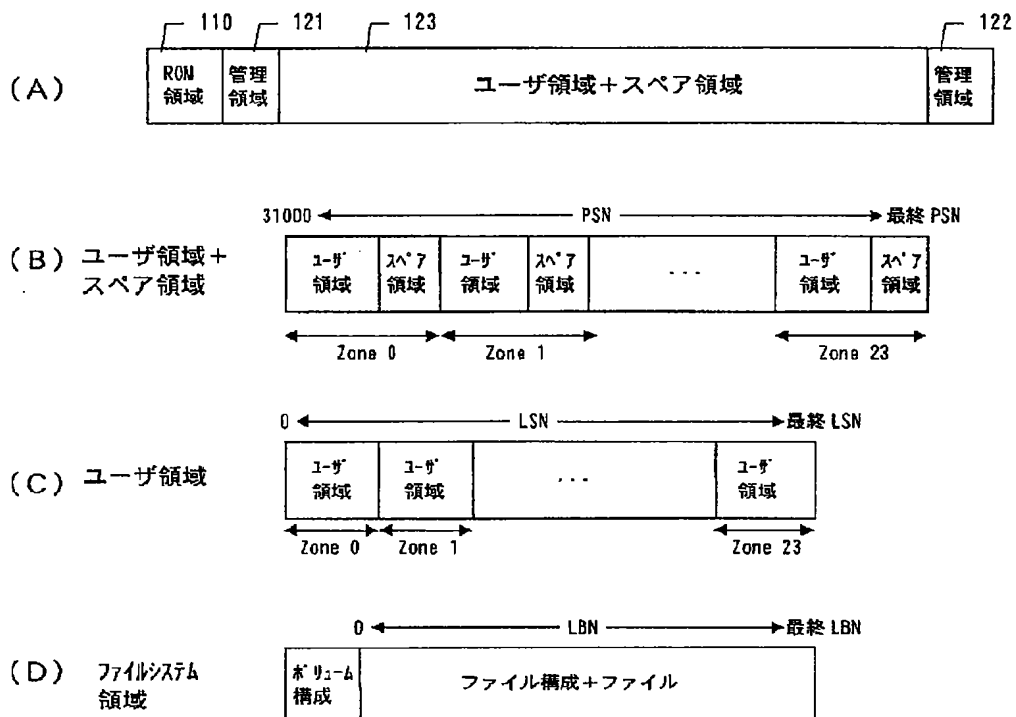 110 121 123 122
(A) ROM 領域 管理 領域 ユーザ領域+スペア領域 管理 領域
31000 PSN 最終 PSN
(B) ユーザ領域+ スペア領域
ユーザ 領域 スペア 領域 ユーザ 領域 スペア 領域 ... ユーザ 領域 スペア 領域
Zone 0 Zone 1 Zone 23
0 LSN 最終 LSN
(C) ユーザ領域
ユーザ 領域 ユーザ 領域 ... ユーザ 領域
Zone 0 Zone 1 Zone 23
0 LBN 最終 LBN
(D) ファイルシステム 領域
ボリューム 構成 ファイル構成+ファイル